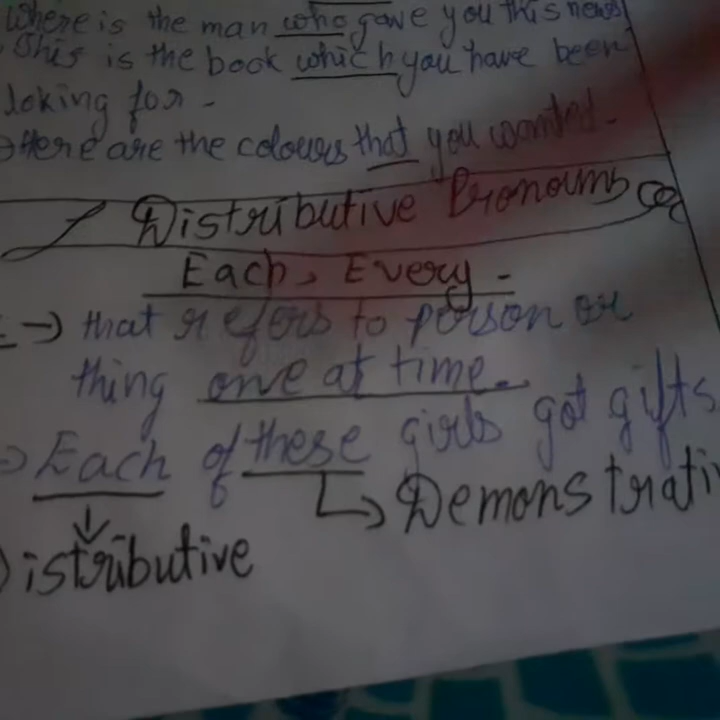 Where is the man who gave you this news
This is the book which you have been
loking for -
Here are the colours that you wanted -
Distributive Pronouns
Each, Every -
→ that refers to person or
thing one at time.
→ Each of these girls got gifts
↳ Demonstrati
↓
Distributive